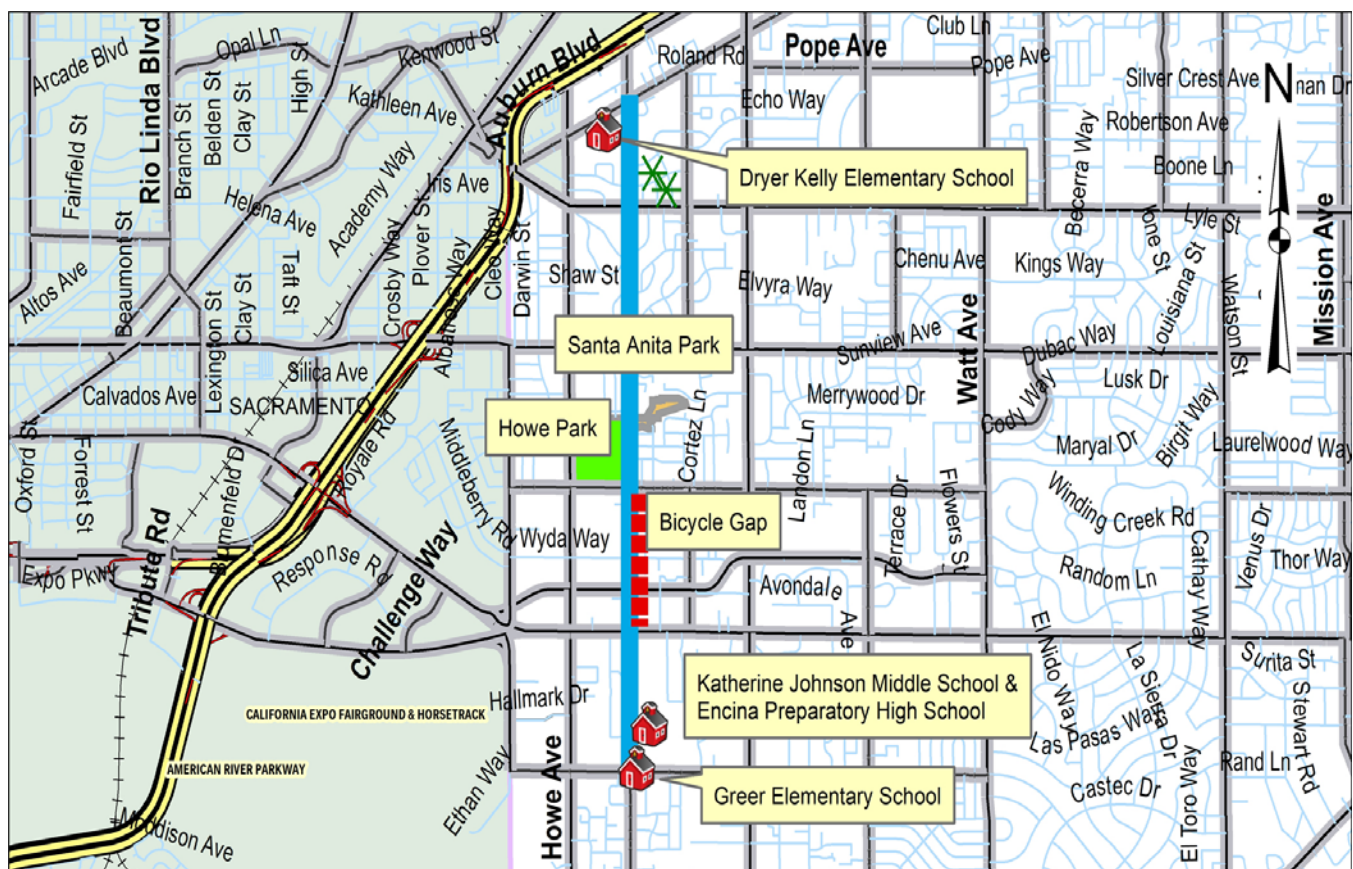 Arcade Blvd
Rio Linda Blvd
Opal Ln
Kenwood St
Auburn Blvd
Roland Rd
Pope Ave
Club Ln
Pope Ave
Silver Crest Ave
N
nan Dr
Fairfield St
Branch St
Belden St
Clay St
High St
Kathleen Ave
Echo Way
Becerra Way
Robertson Ave
Boone Ln
Dryer Kelly Elementary School
Helena Ave
Academy Way
Iris Ave
Plover St
Crosby Way
Cleo Way
Darwin St
Albatross Way
Ione St
Lyle St
Louisiana St
Watson St
Mission Ave
Altos Ave
Beaumont St
Lexington St
Clay St
Taft St
Shaw St
Elvyra Way
Chenu Ave
Kings Way
Santa Anita Park
Sunview Ave
Watt Ave
Dubac Way
Lusk Dr
Silica Ave
Calvados Ave
SACRAMENTO
Merrywood Dr
Cody Way
Maryal Dr
Birgit Way
Laurelwood Way
Howe Park
Cortez Ln
Oxford St
Forrest St
Blumenfeld D
Royale Rd
Middleberry Rd
Landon Ln
Terrace Dr
Flowers St
Winding Creek Rd
Bicycle Gap
Wyda Way
Expo Pkwy
Tribute Rd
Response Rd
Challenge Way
Avondale
Ave
Random Ln
Cathay Way
Venus Dr
Thor Way
El Nido Way
La Sierra Dr
Surita St
Stewart Rd
Katherine Johnson Middle School &
Encina Preparatory High School
Hallmark Dr
CALIFORNIA EXPO FAIRGROUND & HORSETRACK
Las Pasas Way
AMERICAN RIVER PARKWAY
Ethan Way
Howe Ave
Greer Elementary School
Castec Dr
El Toro Way
Rand Ln
Moddison Ave